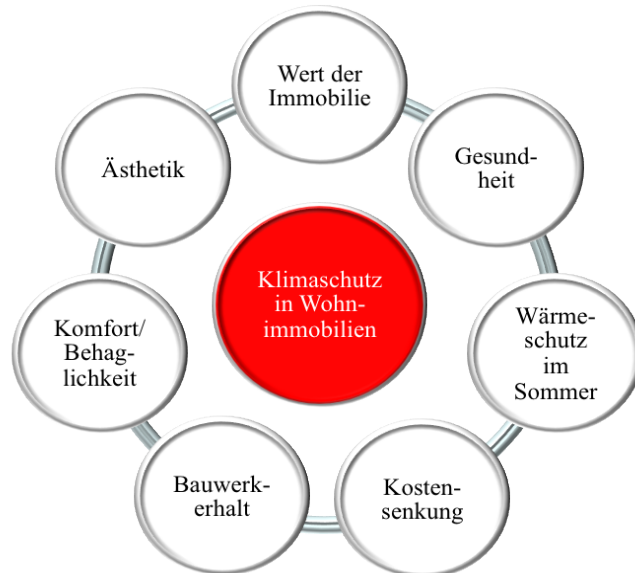 Wert der
Immobilie
Gesund-
heit
Wärme-
schutz
im
Sommer
Kosten-
senkung
Bauwerk-
erhalt
Komfort/
Behag-
lichkeit
Ästhetik
Klimaschutz
in Wohn-
immobilien